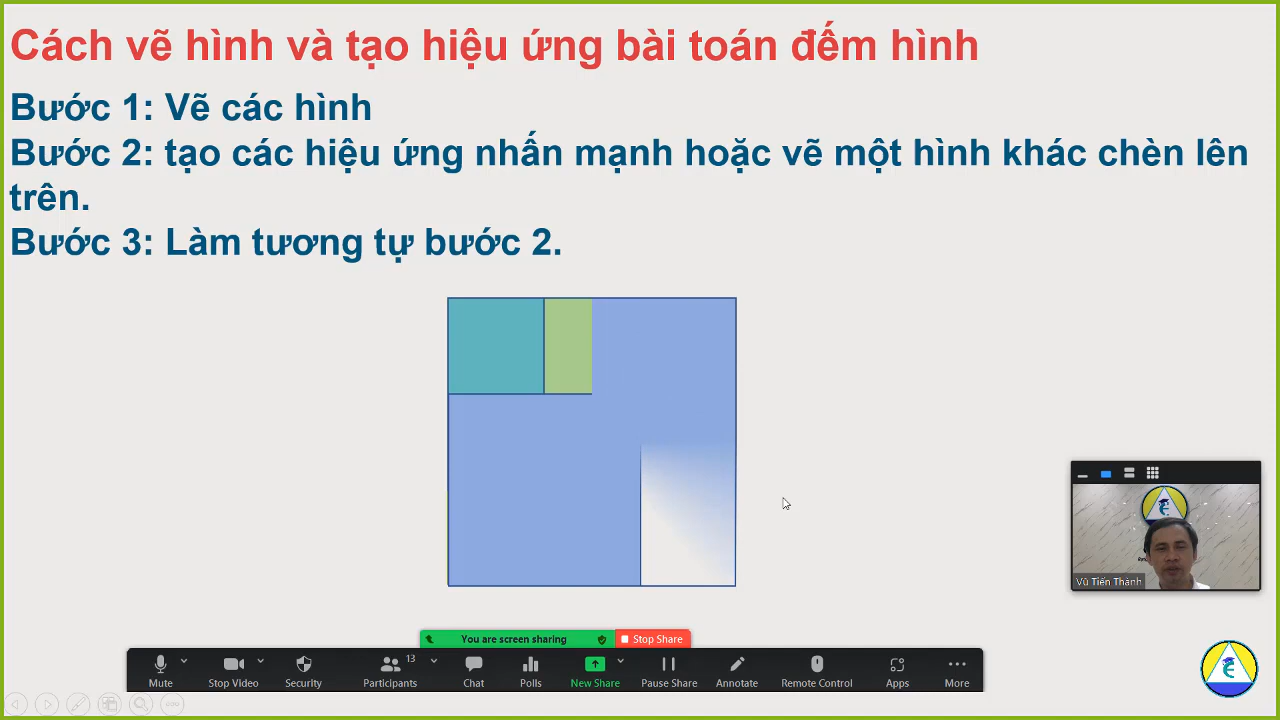 Cách vẽ hình và tạo hiệu ứng bài toán đếm hình
Bước 1: Vẽ các hình
Bước 2: tạo các hiệu ứng nhấn mạnh hoặc vẽ một hình khác chèn lên
trên.
Bước 3: Làm tương tự bước 2.
Vũ Tiến Thành
You are screen sharing
Stop Share
13
Mute
Stop Video
Security
Participants
Chat
Polls
New Share
Pause Share
Annotate
Remote Control
Apps
More